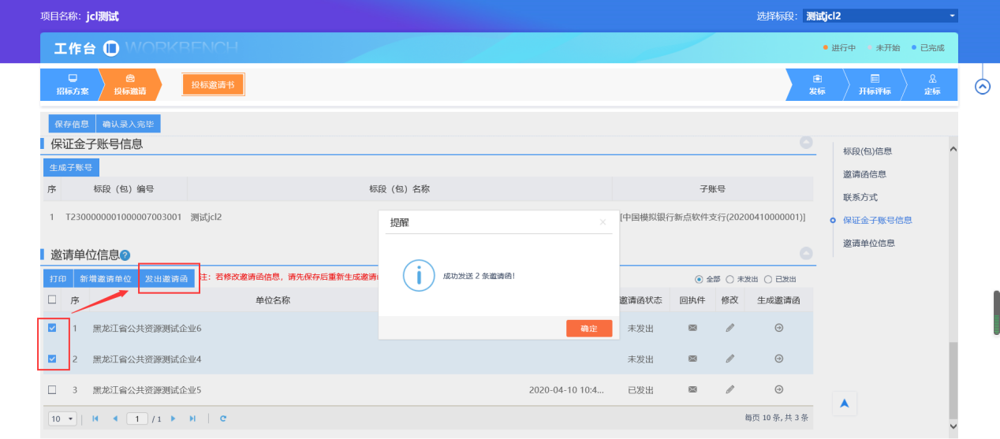 项目名称: jcl测试
选择标段: 测试jcl2
工作台 WORKBENCH
进行中 未开始 已完成
招标方案 投标邀请 投标邀请书 发标 开标评标 定标
保存信息 确认录入完毕
保证金子账号信息
生成子账号
序 标段（包）编号 标段（包）名称 子账号
1 T2300000001000007003001 测试jcl2 [中国模拟银行新点软件支行(20200410000001)]
邀请单位信息?
打印 新增邀请单位 发出邀请函 注：若修改邀请函信息，请先保存后重新生成邀请 全部 未发出 已发出
序 单位名称 邀请函状态 回执件 修改 生成邀请函
1 黑龙江省公共资源测试企业6 未发出
2 黑龙江省公共资源测试企业4 未发出
3 黑龙江省公共资源测试企业5 2020-04-10 10:4... 已发出
10 1 / 1 每页 10 条, 共 3 条
提醒 ×
成功发送 2 条邀请函!
确定
标段(包)信息
邀请函信息
联系方式
保证金子账号信息
邀请单位信息